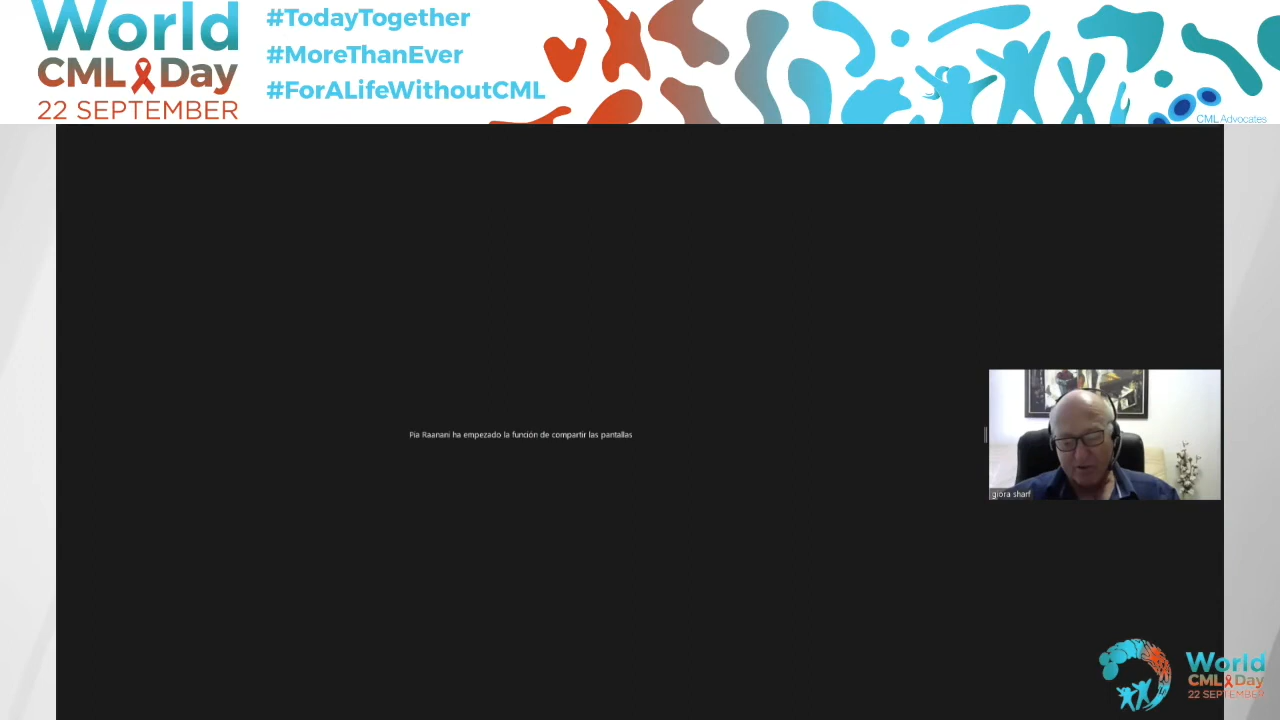 World
CML Day
22 SEPTEMBER
#TodayTogether
#MoreThanEver
#ForALifeWithoutCML
CML Advocates
Pia Raanani ha empezado la función de compartir las pantallas
giora sharf
World
CML Day
22 SEPTEMBER